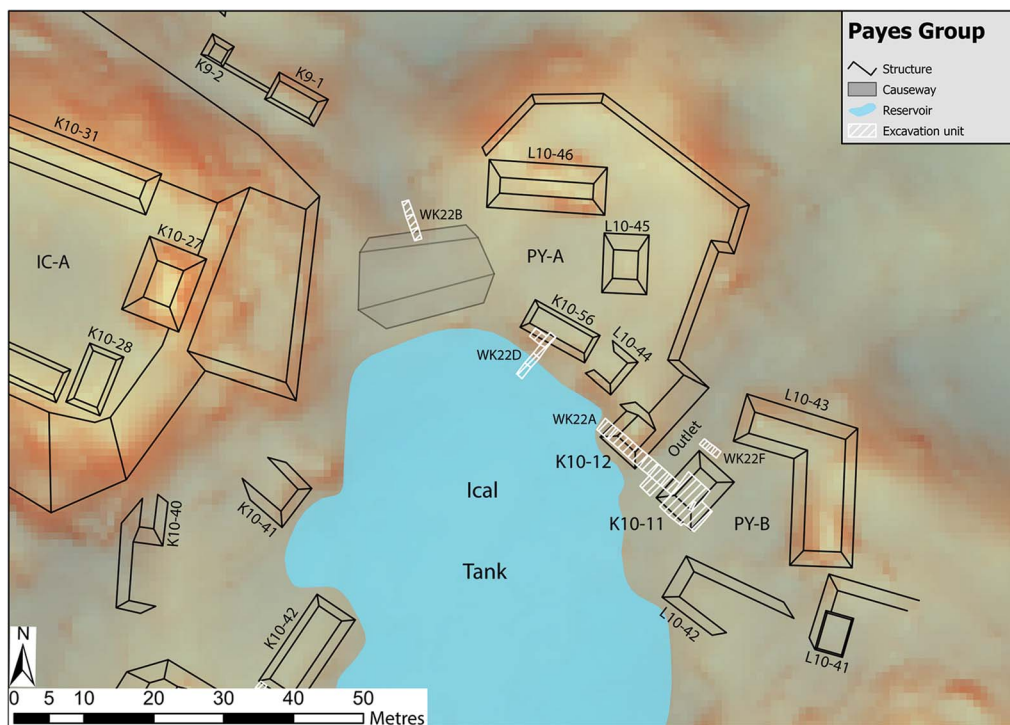 Payes Group
Structure
Causeway
Reservoir
Excavation unit
K9-2
K9-1
K10-31
L10-46
WK22B
K10-27
L10-45
IC-A
PY-A
K10-56
K10-28
WK22D
L10-44
L10-43
WK22A
Outlet
WK22F
K10-12
Ical
K10-41
K10-40
K10-11
PY-B
Tank
L10-42
K10-42
L10-41
N
0 5 10 20 30 40 50
Metres